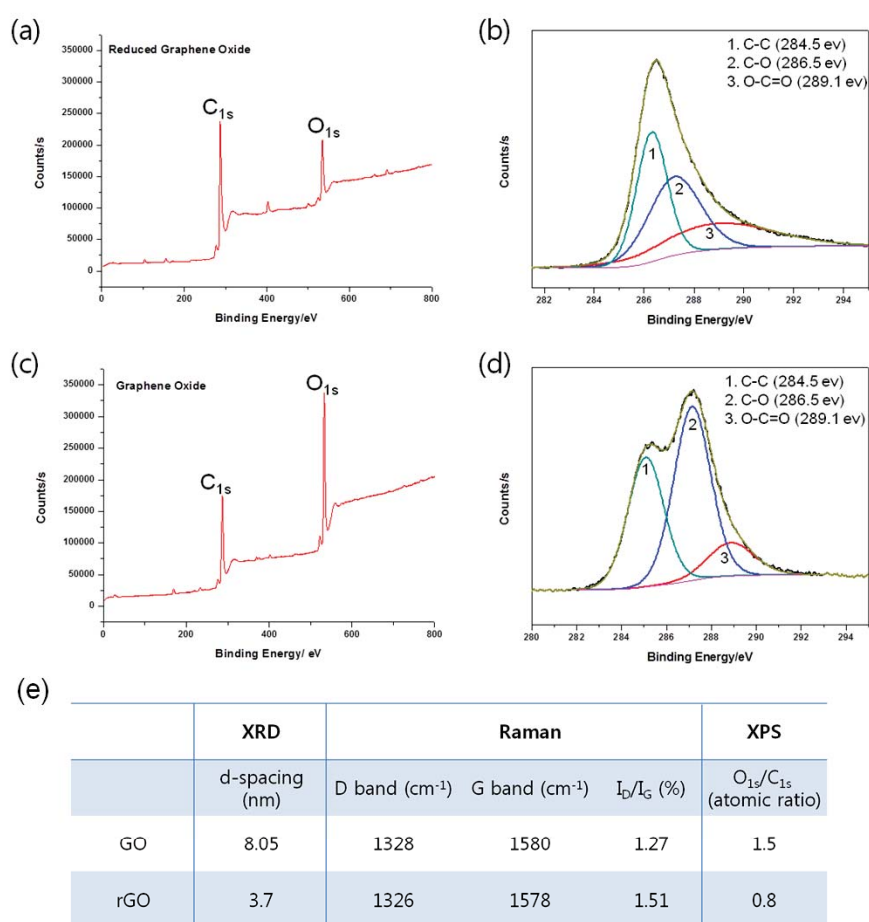 (a)
Reduced Graphene Oxide
C1s
O1s
350000
300000
250000
200000
150000
100000
50000
0
Counts/s
0 200 400 600 800
Binding Energy/eV
(b)
1. C-C (284.5 ev)
2. C-O (286.5 ev)
3. O-C=O (289.1 ev)
1
2
3
Counts/s
282 284 286 288 290 292 294
Binding Energy/eV
(c)
Graphene Oxide
C1s
O1s
350000
300000
250000
200000
150000
100000
50000
0
Counts/s
0 200 400 600 800
Binding Energy/ eV
(d)
1. C-C (284.5 ev)
2. C-O (286.5 ev)
3. O-C=O (289.1 ev)
1
2
3
Counts/s
280 282 284 286 288 290 292 294
Binding Energy/eV
(e)
XRD Raman XPS
d-spacing (nm) D band (cm-1) G band (cm-1) ID/IG (%) O1s/C1s (atomic ratio)
GO 8.05 1328 1580 1.27 1.5
rGO 3.7 1326 1578 1.51 0.8